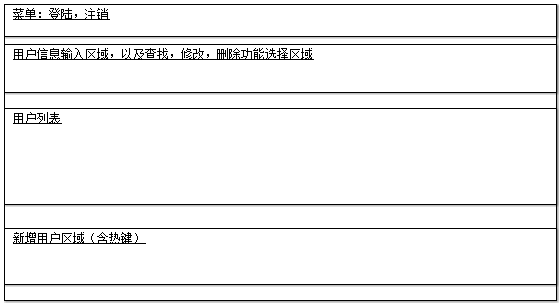 菜单：登陆，注销
用户信息输入区域，以及查找，修改，删除功能选择区域
用户列表
新增用户区域（含热键）